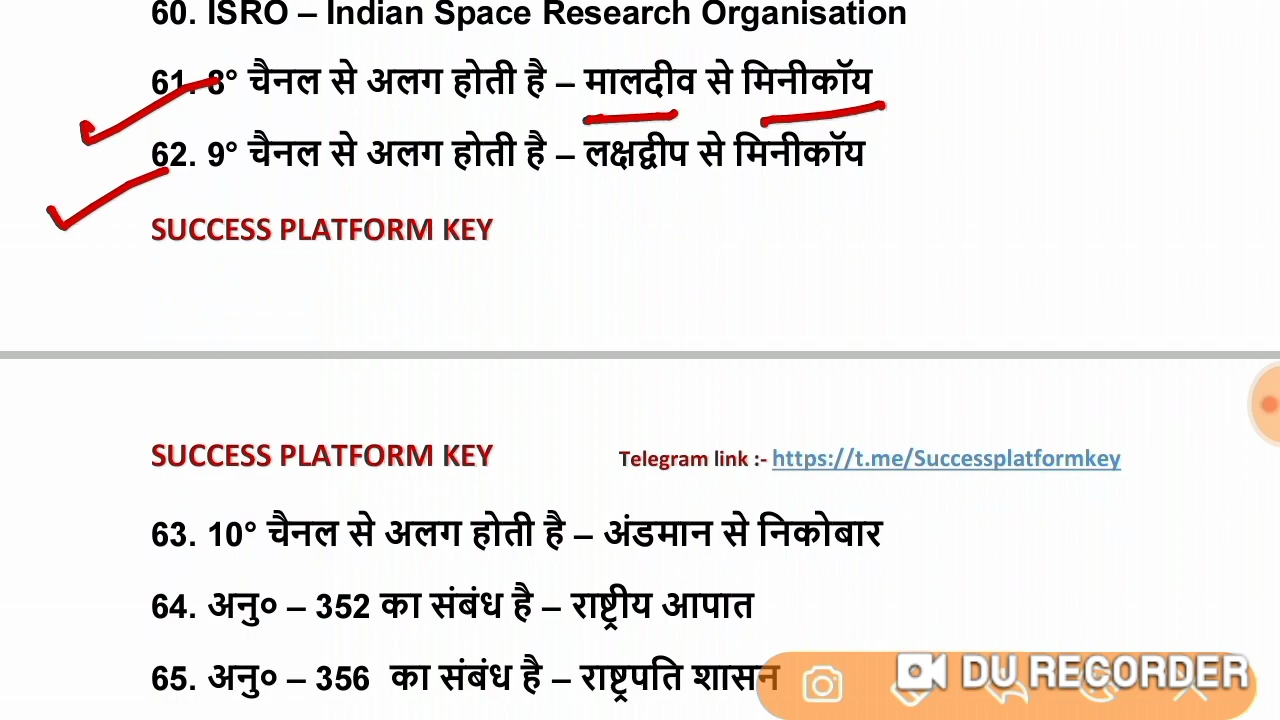 60. ISRO – Indian Space Research Organisation
61. 8° चैनल से अलग होती है – मालदीव से मिनीकॉय
62. 9° चैनल से अलग होती है – लक्षद्वीप से मिनीकॉय
SUCCESS PLATFORM KEY
SUCCESS PLATFORM KEY Telegram link :- https://t.me/Successplatformkey
63. 10° चैनल से अलग होती है – अंडमान से निकोबार
64. अनु० – 352 का संबंध है – राष्ट्रीय आपात
65. अनु० – 356 का संबंध है – राष्ट्रपति शासन
DU RECORDER